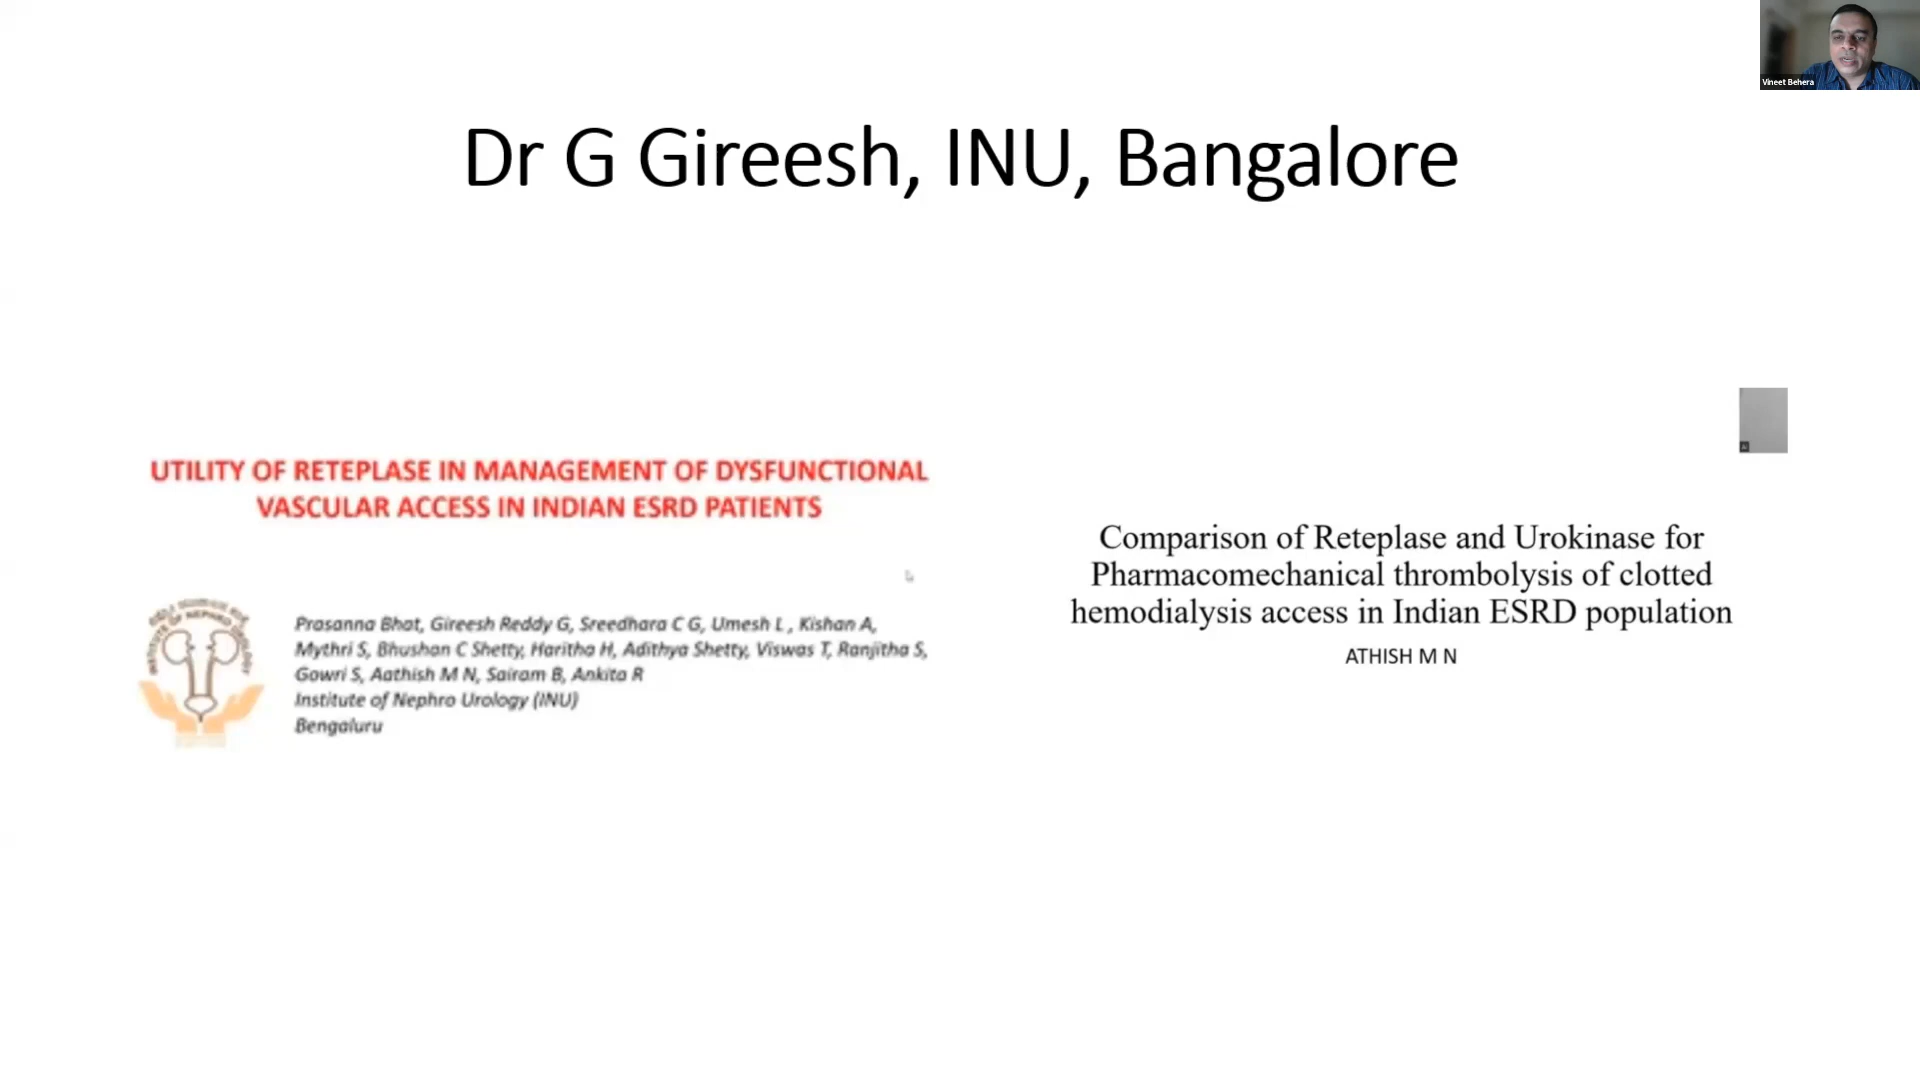 Vineet Behera
Dr G Gireesh, INU, Bangalore
UTILITY OF RETEPLASE IN MANAGEMENT OF DYSFUNCTIONAL
VASCULAR ACCESS IN INDIAN ESRD PATIENTS
Prasanna Bhat, Gireesh Reddy G, Sreedhara C G, Umesh L , Kishan A,
Mythri S, Bhushan C Shetty, Haritha H, Adithya Shetty, Viswas T, Ranjitha S,
Gowri S, Aathish M N, Sairam B, Ankita R
Institute of Nephro Urology (INU)
Bengaluru
Comparison of Reteplase and Urokinase for
Pharmacomechanical thrombolysis of clotted
hemodialysis access in Indian ESRD population
ATHISH M N